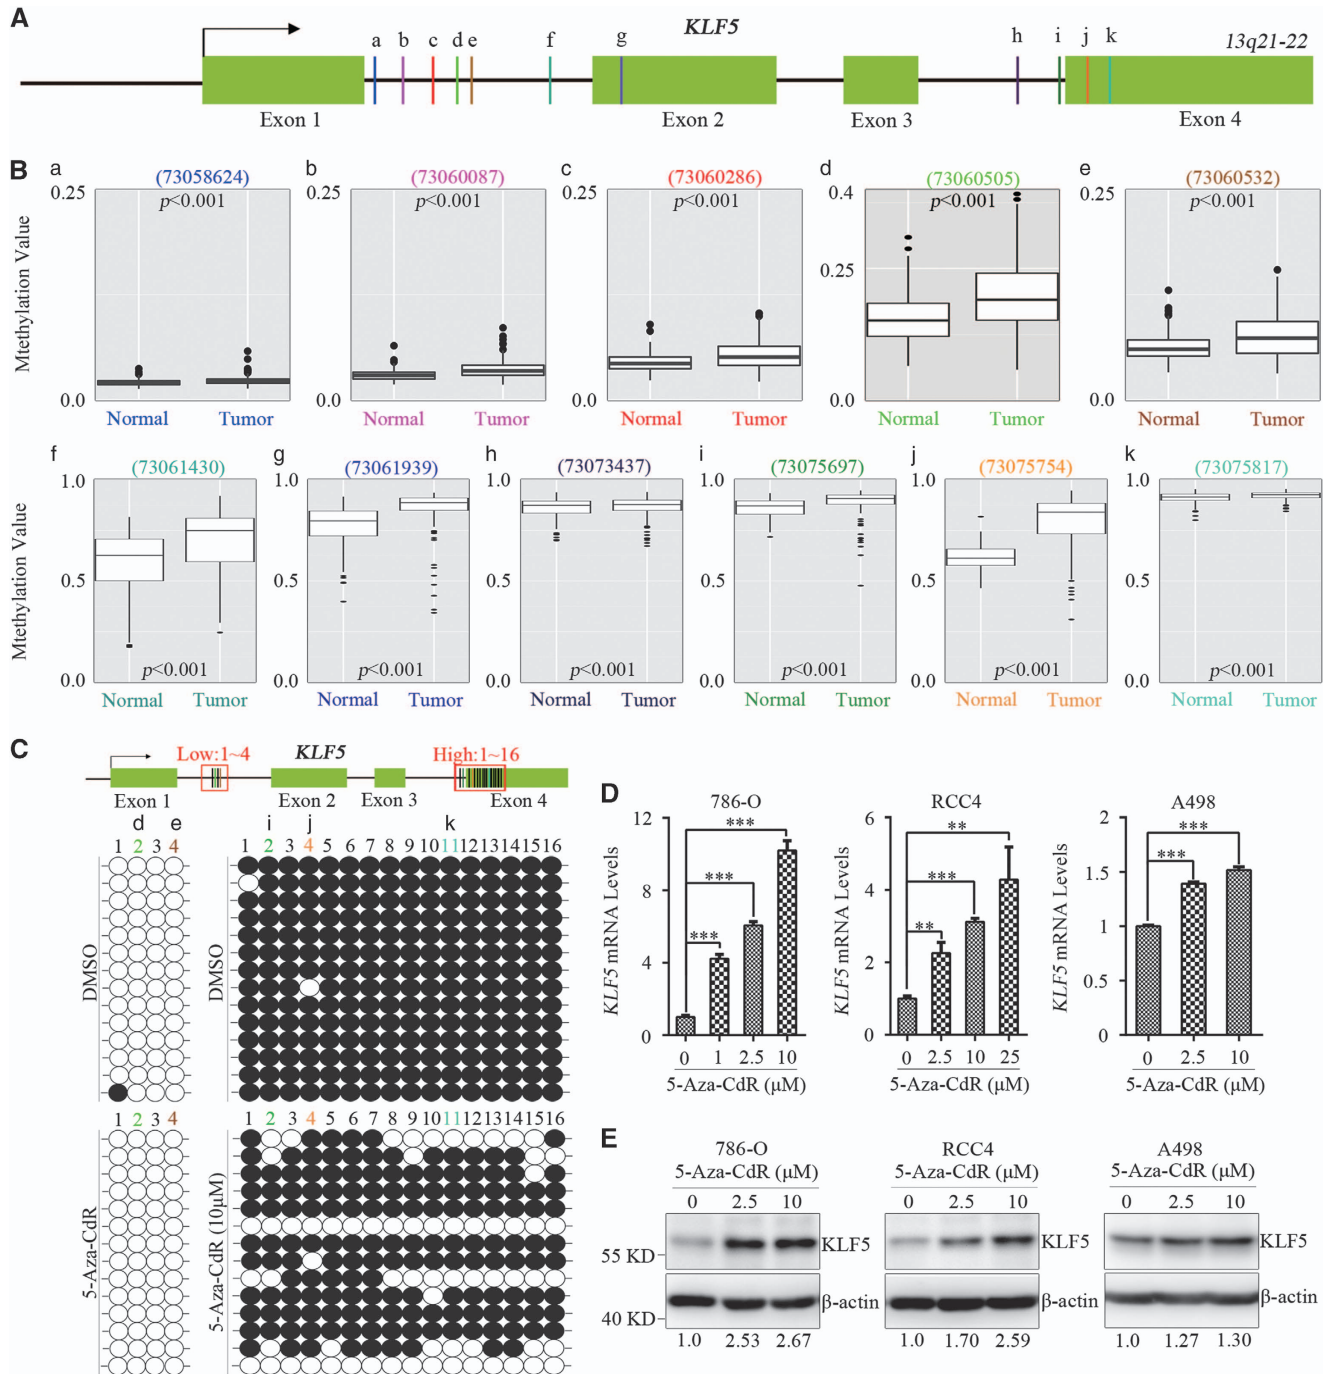 A
KLF5
13q21-22
a b c d e f g h i j k
Exon 1 Exon 2 Exon 3 Exon 4
B
a b c d e
(73058624) (73060087) (73060286) (73060505) (73060532)
0.25 0.25 0.25 0.4 0.25
p<0.001 p<0.001 p<0.001 p<0.001 p<0.001
Mtethylation Value
0.25
0.0 0.0 0.0 0.0 0.0
Normal Tumor Normal Tumor Normal Tumor Normal Tumor Normal Tumor
f g h i j k
(73061430) (73061939) (73073437) (73075697) (73075754) (73075817)
1.0 1.0 1.0 1.0 1.0 1.0
Mtethylation Value
0.5 0.5 0.5 0.5 0.5 0.5
p<0.001 p<0.001 p<0.001 p<0.001 p<0.001 p<0.001
0.0 0.0 0.0 0.0 0.0 0.0
Normal Tumor Normal Tumor Normal Tumor Normal Tumor Normal Tumor Normal Tumor
C
Low:1~4 KLF5 High:1~16
Exon 1 Exon 2 Exon 3 Exon 4
d e i j k
1 2 3 4 1 2 3 4 5 6 7 8 9 10 11 12 13 14 15 16
DMSO DMSO
1 2 3 4 1 2 3 4 5 6 7 8 9 10 11 12 13 14 15 16
5-Aza-CdR 5-Aza-CdR (10μM)
D
786-O
KLF5 mRNA Levels
12
8
4
0
***
***
***
0 1 2.5 10
5-Aza-CdR (μM)
RCC4
KLF5 mRNA Levels
6
4
2
0
**
***
**
0 2.5 10 25
5-Aza-CdR (μM)
A498
KLF5 mRNA Levels
2
1.5
1
0.5
0
***
***
0 2.5 10
5-Aza-CdR (μM)
E
786-O RCC4 A498
5-Aza-CdR (μM) 5-Aza-CdR (μM) 5-Aza-CdR (μM)
0 2.5 10 0 2.5 10 0 2.5 10
55 KD KLF5 KLF5 KLF5
40 KD β-actin β-actin β-actin
1.0 2.53 2.67 1.0 1.70 2.59 1.0 1.27 1.30